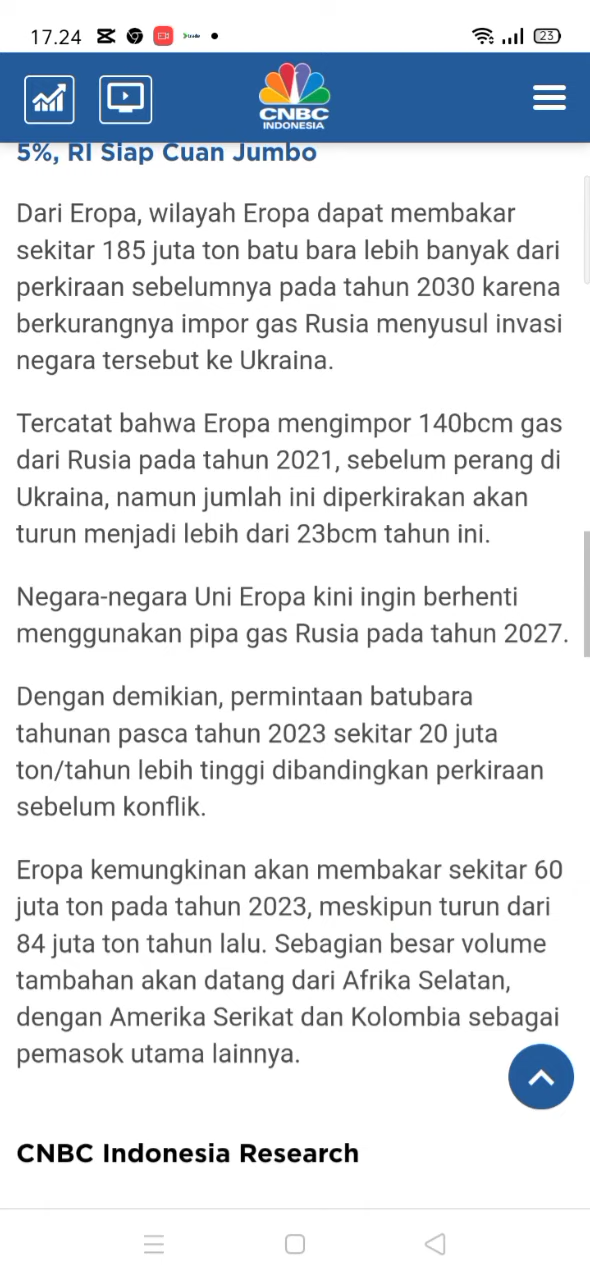 17.24
23
CNBC
INDONESIA
5%, RI Siap Cuan Jumbo
Dari Eropa, wilayah Eropa dapat membakar
sekitar 185 juta ton batu bara lebih banyak dari
perkiraan sebelumnya pada tahun 2030 karena
berkurangnya impor gas Rusia menyusul invasi
negara tersebut ke Ukraina.
Tercatat bahwa Eropa mengimpor 140bcm gas
dari Rusia pada tahun 2021, sebelum perang di
Ukraina, namun jumlah ini diperkirakan akan
turun menjadi lebih dari 23bcm tahun ini.
Negara-negara Uni Eropa kini ingin berhenti
menggunakan pipa gas Rusia pada tahun 2027.
Dengan demikian, permintaan batubara
tahunan pasca tahun 2023 sekitar 20 juta
ton/tahun lebih tinggi dibandingkan perkiraan
sebelum konflik.
Eropa kemungkinan akan membakar sekitar 60
juta ton pada tahun 2023, meskipun turun dari
84 juta ton tahun lalu. Sebagian besar volume
tambahan akan datang dari Afrika Selatan,
dengan Amerika Serikat dan Kolombia sebagai
pemasok utama lainnya.
CNBC Indonesia Research